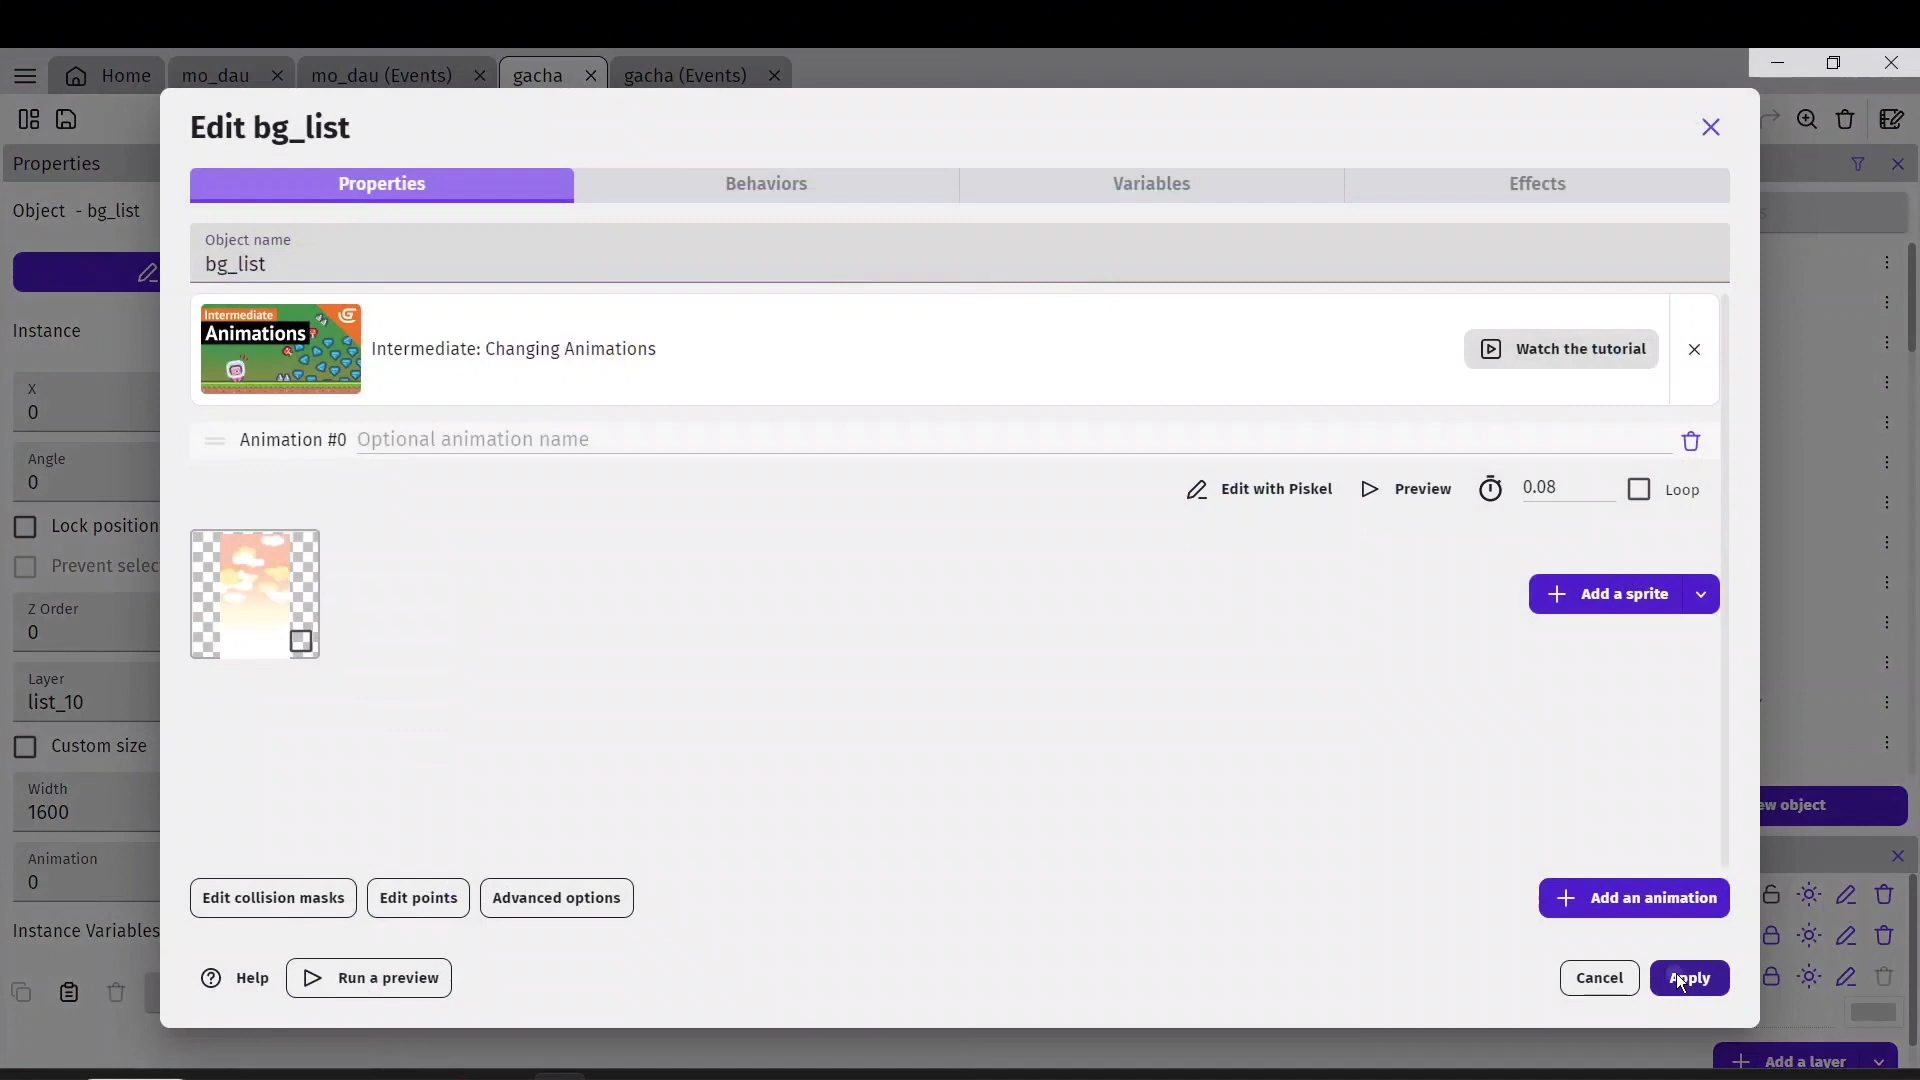 Home
mo_dau
mo_dau (Events)
gacha
gacha (Events)
Properties
Edit bg_list
Properties
Behaviors
Variables
Effects
Object - bg_list
Object name
bg_list
Intermediate
Animations
Intermediate: Changing Animations
Watch the tutorial
Instance
X
0
Animation #0
Optional animation name
Angle
0
Edit with Piskel
Preview
0.08
Loop
Lock position
Prevent selec
Add a sprite
Z Order
0
Layer
list_10
Custom size
Width
1600
ew object
Animation
0
Edit collision masks
Edit points
Advanced options
Add an animation
Instance Variables
Help
Run a preview
Cancel
Apply
Add a layer